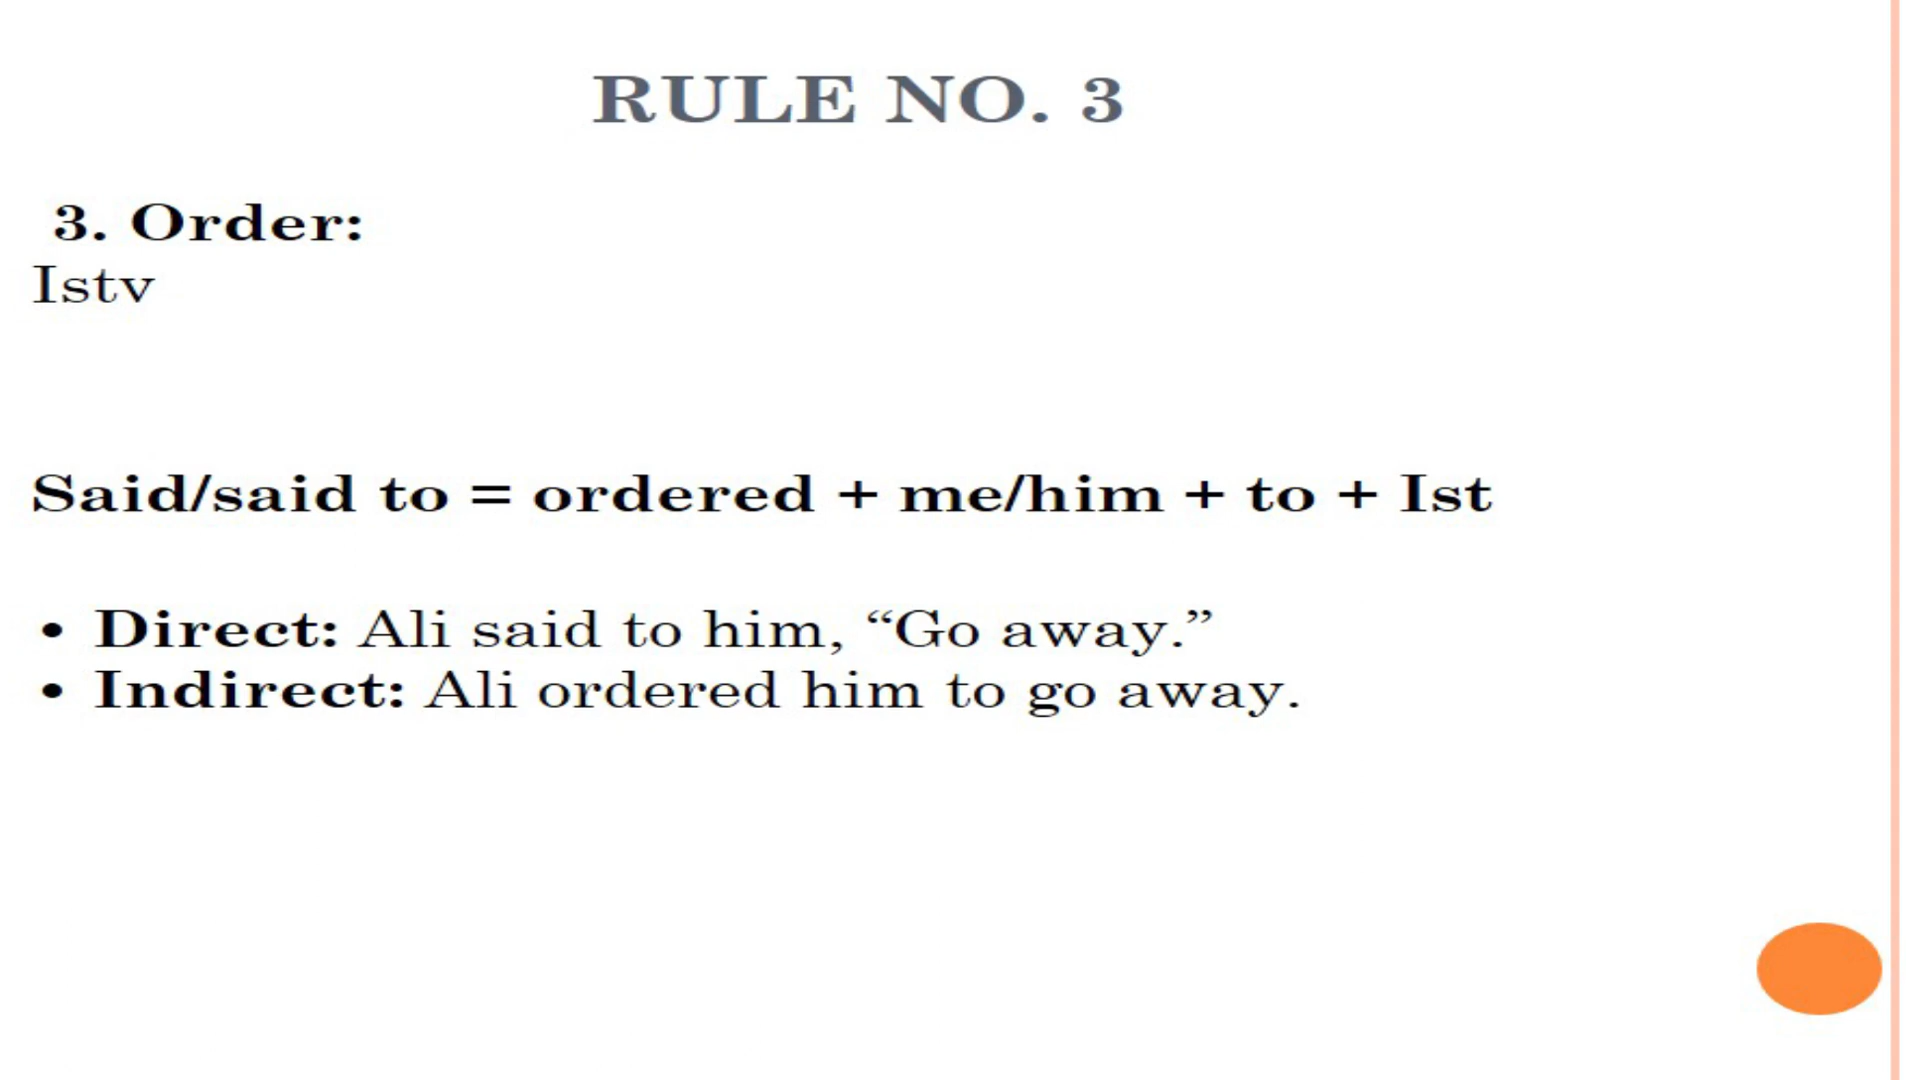 RULE NO. 3
3. Order:
Istv
Said/said to = ordered + me/him + to + Ist
• Direct: Ali said to him, “Go away.”
• Indirect: Ali ordered him to go away.